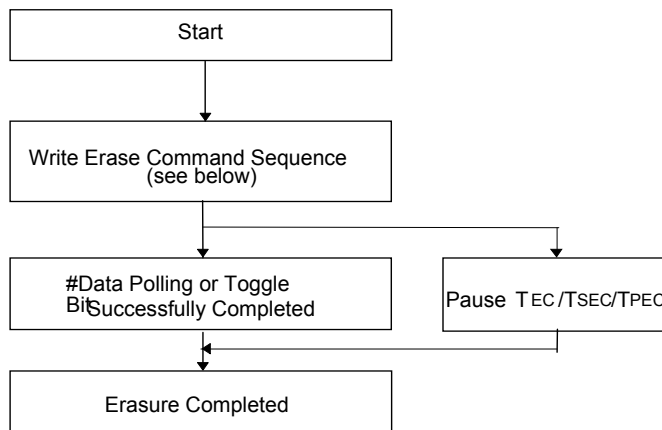 Start
Write Erase Command Sequence
(see below)
#Data Polling or Toggle
Bit
Successfully Completed
Pause TEC/TSEC/TPEC
Erasure Completed